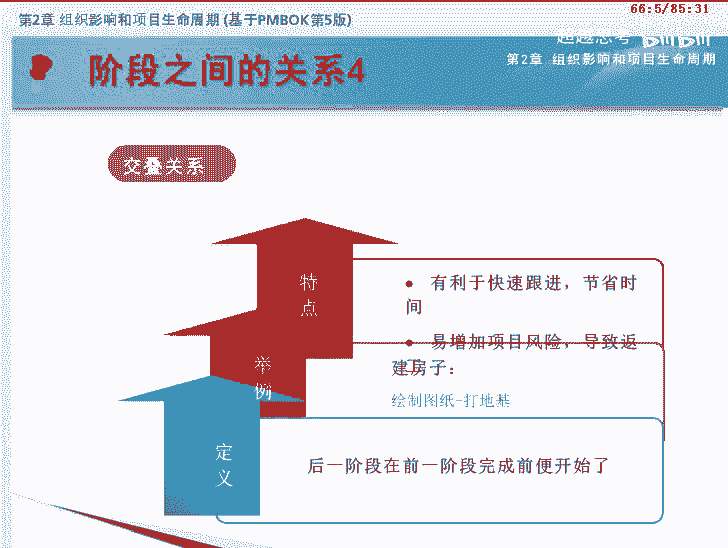 66:5/85:31
第2章 组织影响和项目生命周期 (基于PMBOK第5版)
超越思考 bilibili
第2章 组织影响和项目生命周期
阶段之间的关系4
交叠关系
特
点
● 有利于快速跟进，节省时
间
● 易增加项目风险，导致返
举
例
建房子：
绘制图纸-打地基
定
义
后一阶段在前一阶段完成前便开始了